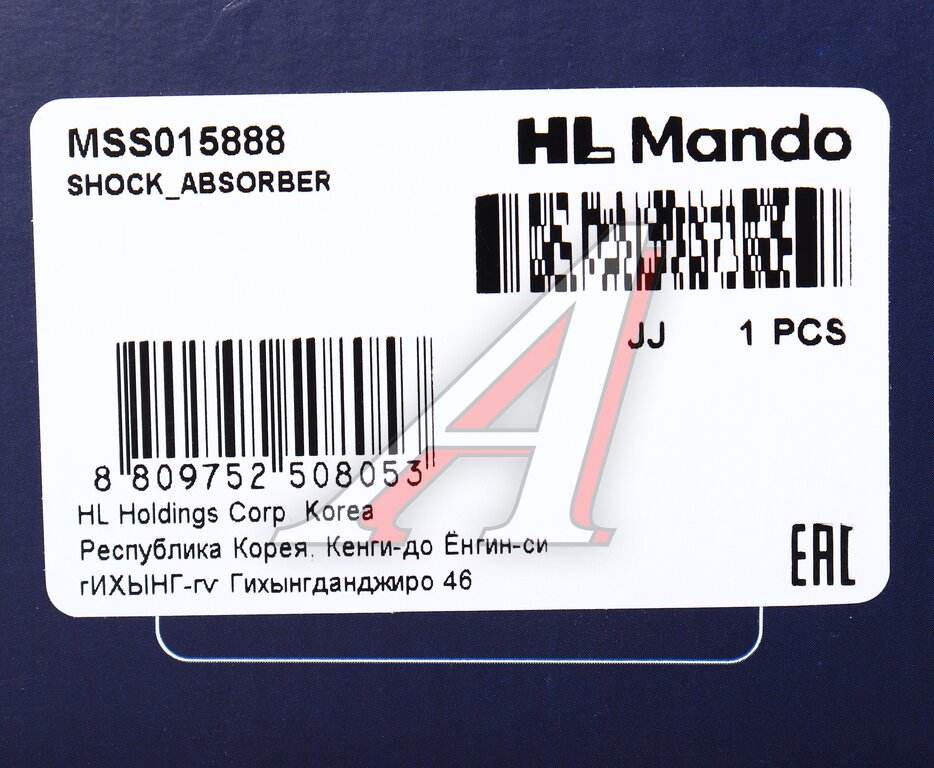 MSS015888
SHOCK_ABSORBER
HL Mando
JJ 1 PCS
8 809752 508053
HL Holdings Corp Korea
Республика Корея. Кенги-до Ёнгин-си
гИХЫНГ-гv Гихынгданджиро 46
EAC